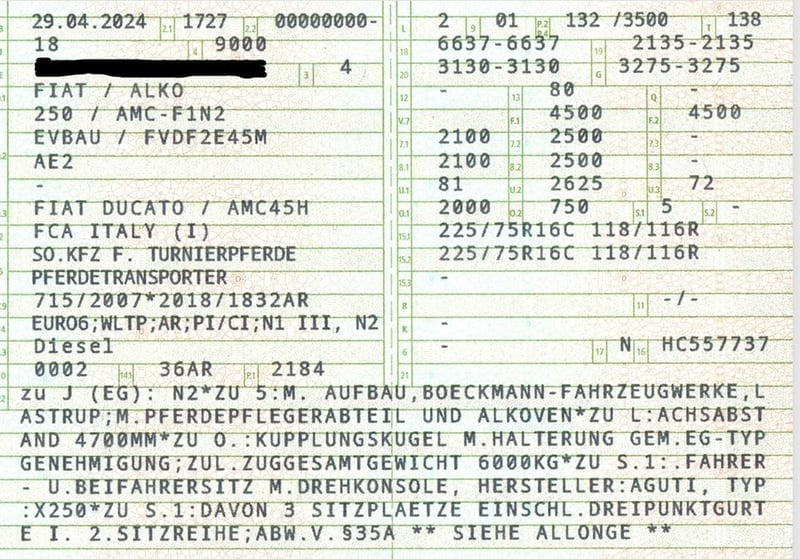 29.04.2024 2.1 1727 2.2 00000000-
18 4 9000
3 4
FIAT / ALKO
250 / AMC-F1N2
EVBAU / FVDF2E45M
AE2
-
FIAT DUCATO / AMC45H
FCA ITALY (I)
SO.KFZ F. TURNIERPFERDE
PFERDETRANSPORTER
715/2007*2018/1832AR
EURO6;WLTP;AR;PI/CI;N1 III, N2
Diesel
0002 14.1 36AR P.1 2184
L 2 9 01 P.2 P.4 132 /3500 T 138
18 6637-6637 19 2135-2135
20 3130-3130 G 3275-3275
12 - 13 80 Q -
V.7 F.1 4500 F.2 4500
7.1 2100 7.2 2500 7.3 -
8.1 2100 8.2 2500 8.3 -
U.1 81 U.2 2625 U.3 72
O.1 2000 O.2 750 S.1 5 S.2 -
15.1 225/75R16C 118/116R
15.2 225/75R16C 118/116R
15.3 -
R 11 -/-
K -
6 - 17 N 16 HC557737
21
zu J (EG): N2*ZU 5:M. AUFBAU,BOECKMANN-FAHRZEUGWERKE,L
ASTRUP;M.PFERDEPFLEGERABTEIL UND ALKOVEN*ZU L:ACHSABST
AND 4700MM*ZU O.:KUPPLUNGSKUGEL M.HALTERUNG GEM.EG-TYP
GENEHMIGUNG;ZUL.ZUGGESAMTGEWICHT 6000KG*ZU S.1:.FAHRER
- U.BEIFAHRERSITZ M.DREHKONSOLE, HERSTELLER:AGUTI, TYP
:X250*ZU S.1:DAVON 3 SITZPLAETZE EINSCHL.DREIPUNKTGURT
E I. 2.SITZREIHE;ABW.V.§35A ** SIEHE ALLONGE **